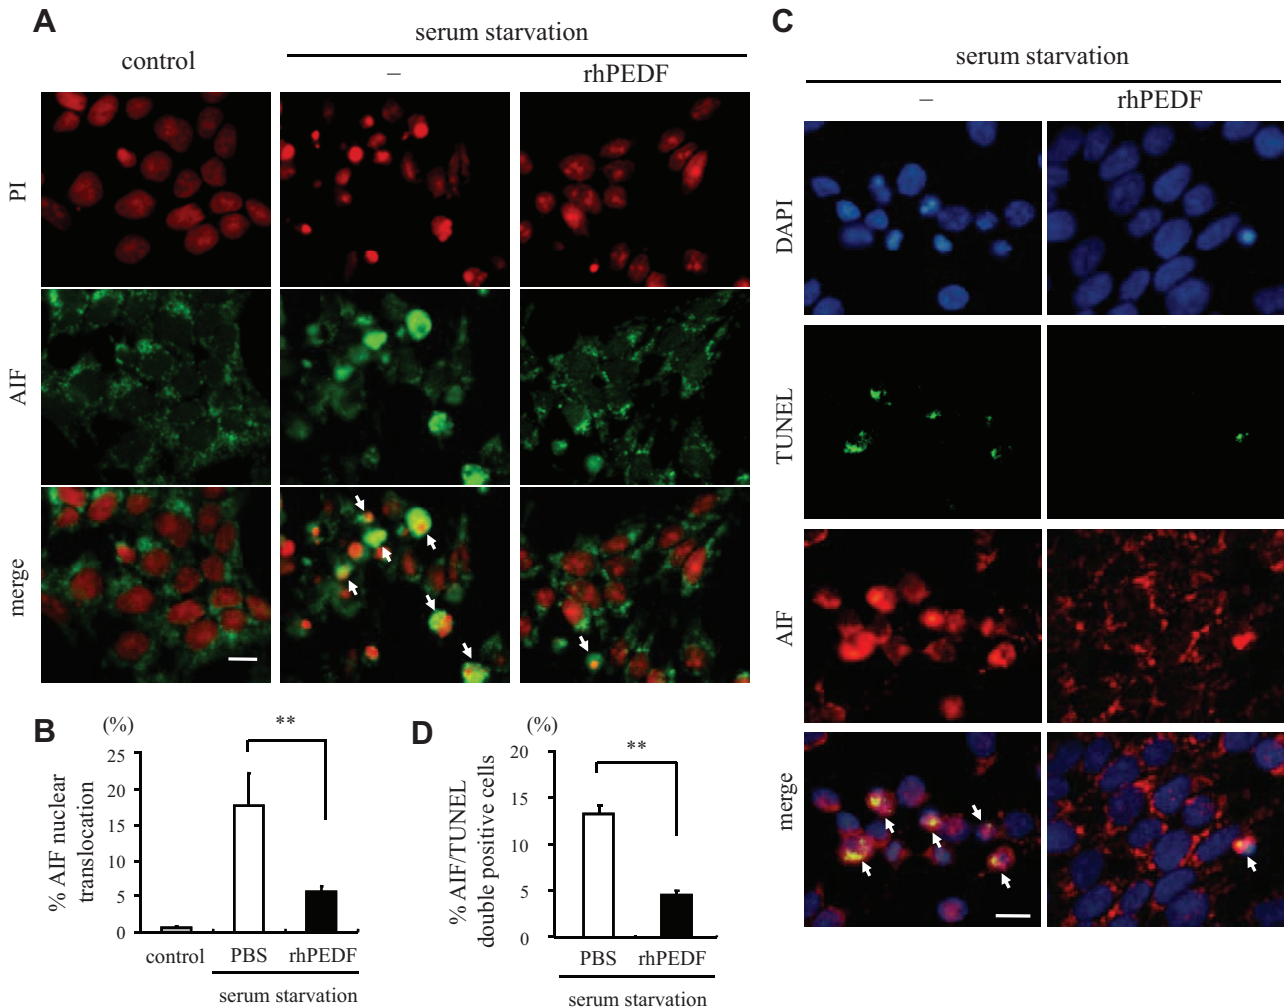 A
serum starvation
control
–
rhPEDF
PI
AIF
merge
B
(%)
**
% AIF nuclear
translocation
25
20
15
10
5
0
control
PBS
rhPEDF
serum starvation
C
serum starvation
–
rhPEDF
DAPI
TUNEL
AIF
merge
D
(%)
**
% AIF/TUNEL
double positive cells
20
15
10
5
0
PBS
rhPEDF
serum starvation